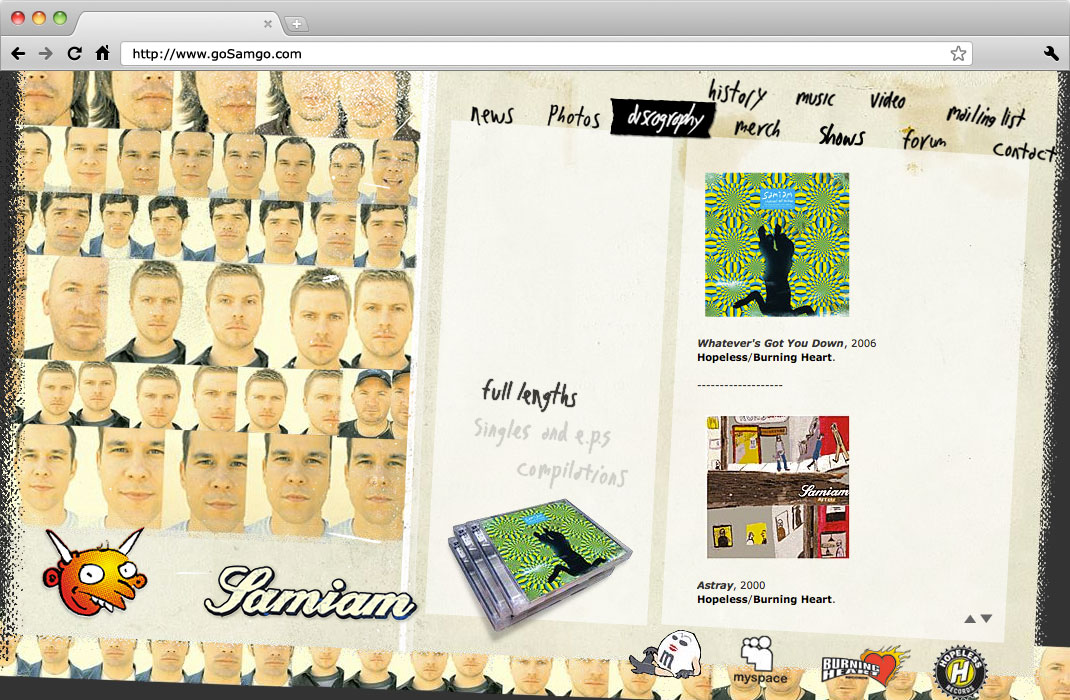 http://www.goSamgo.com
news
Photos
discography
history
music
video
mailing list
merch
Shows
forum
contact
samiam
Whatever's Got You Down, 2006
Hopeless/Burning Heart.
-------------------
full lengths
Singles and e.p.s
compilations
Samiam
Astray, 2000
Hopeless/Burning Heart.
Samiam
m
myspace
BURNING
HEART
RECORDS
HOPELESS
H
RECORDS